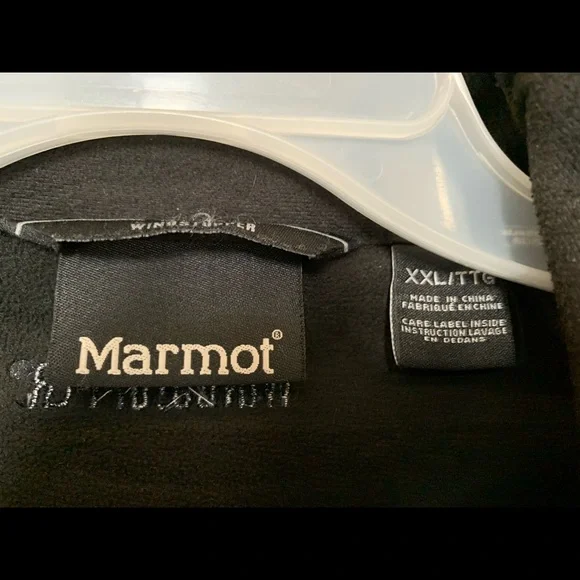 Marmot®
XXL/TTG
MADE IN CHINA
FABRIQUÉ EN CHINE
CARE LABEL INSIDE
INSTRUCTION LAVAGE
EN DEDANS